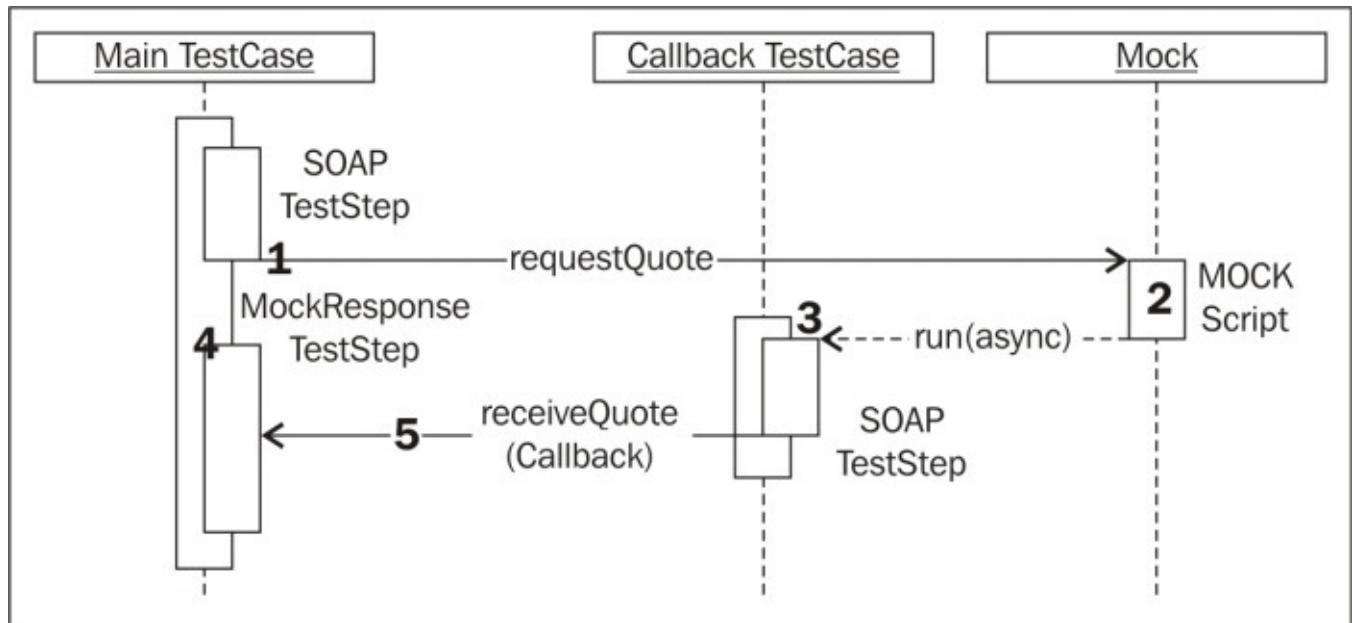 Main TestCase
Callback TestCase
Mock
SOAP
TestStep
1
requestQuote
MOCK
Script
2
MockResponse
TestStep
3
run(async)
4
receiveQuote
(Callback)
5
SOAP
TestStep